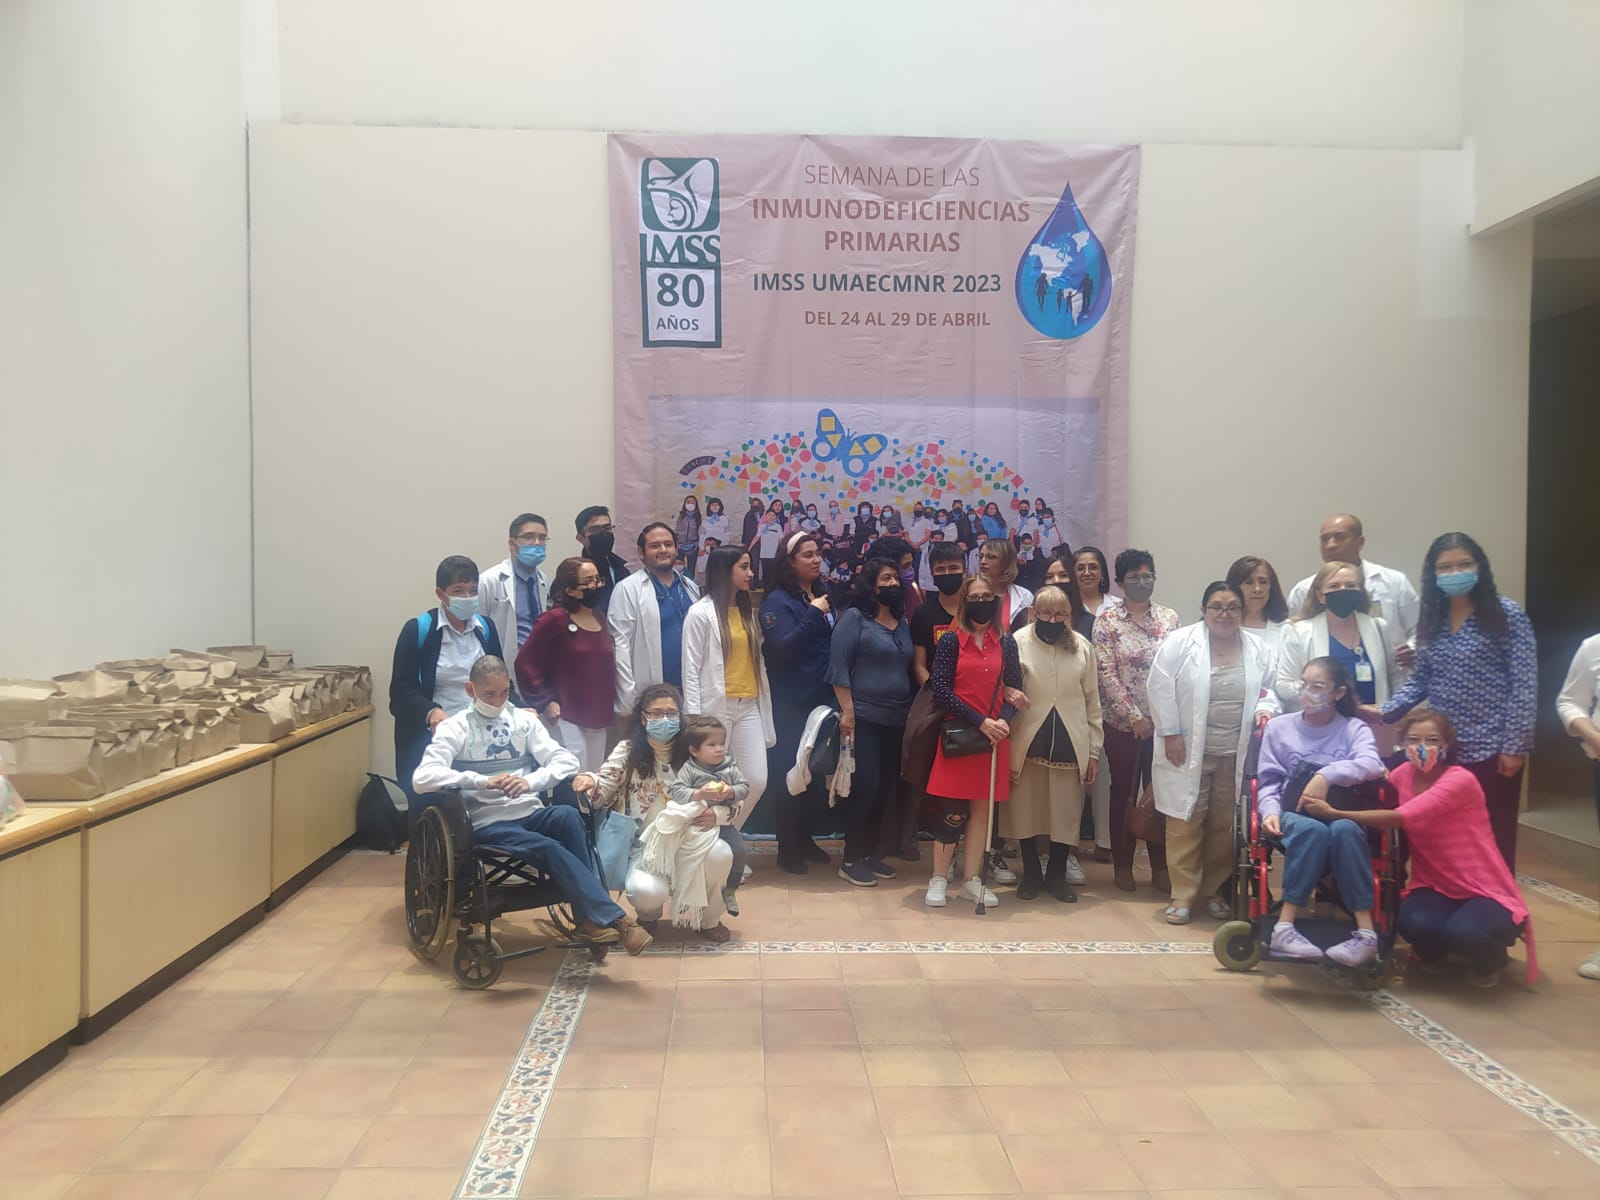 IMSS
80
AÑOS
SEMANA DE LAS
INMUNODEFICIENCIAS
PRIMARIAS
IMSS UMAECMNR 2023
DEL 24 AL 29 DE ABRIL